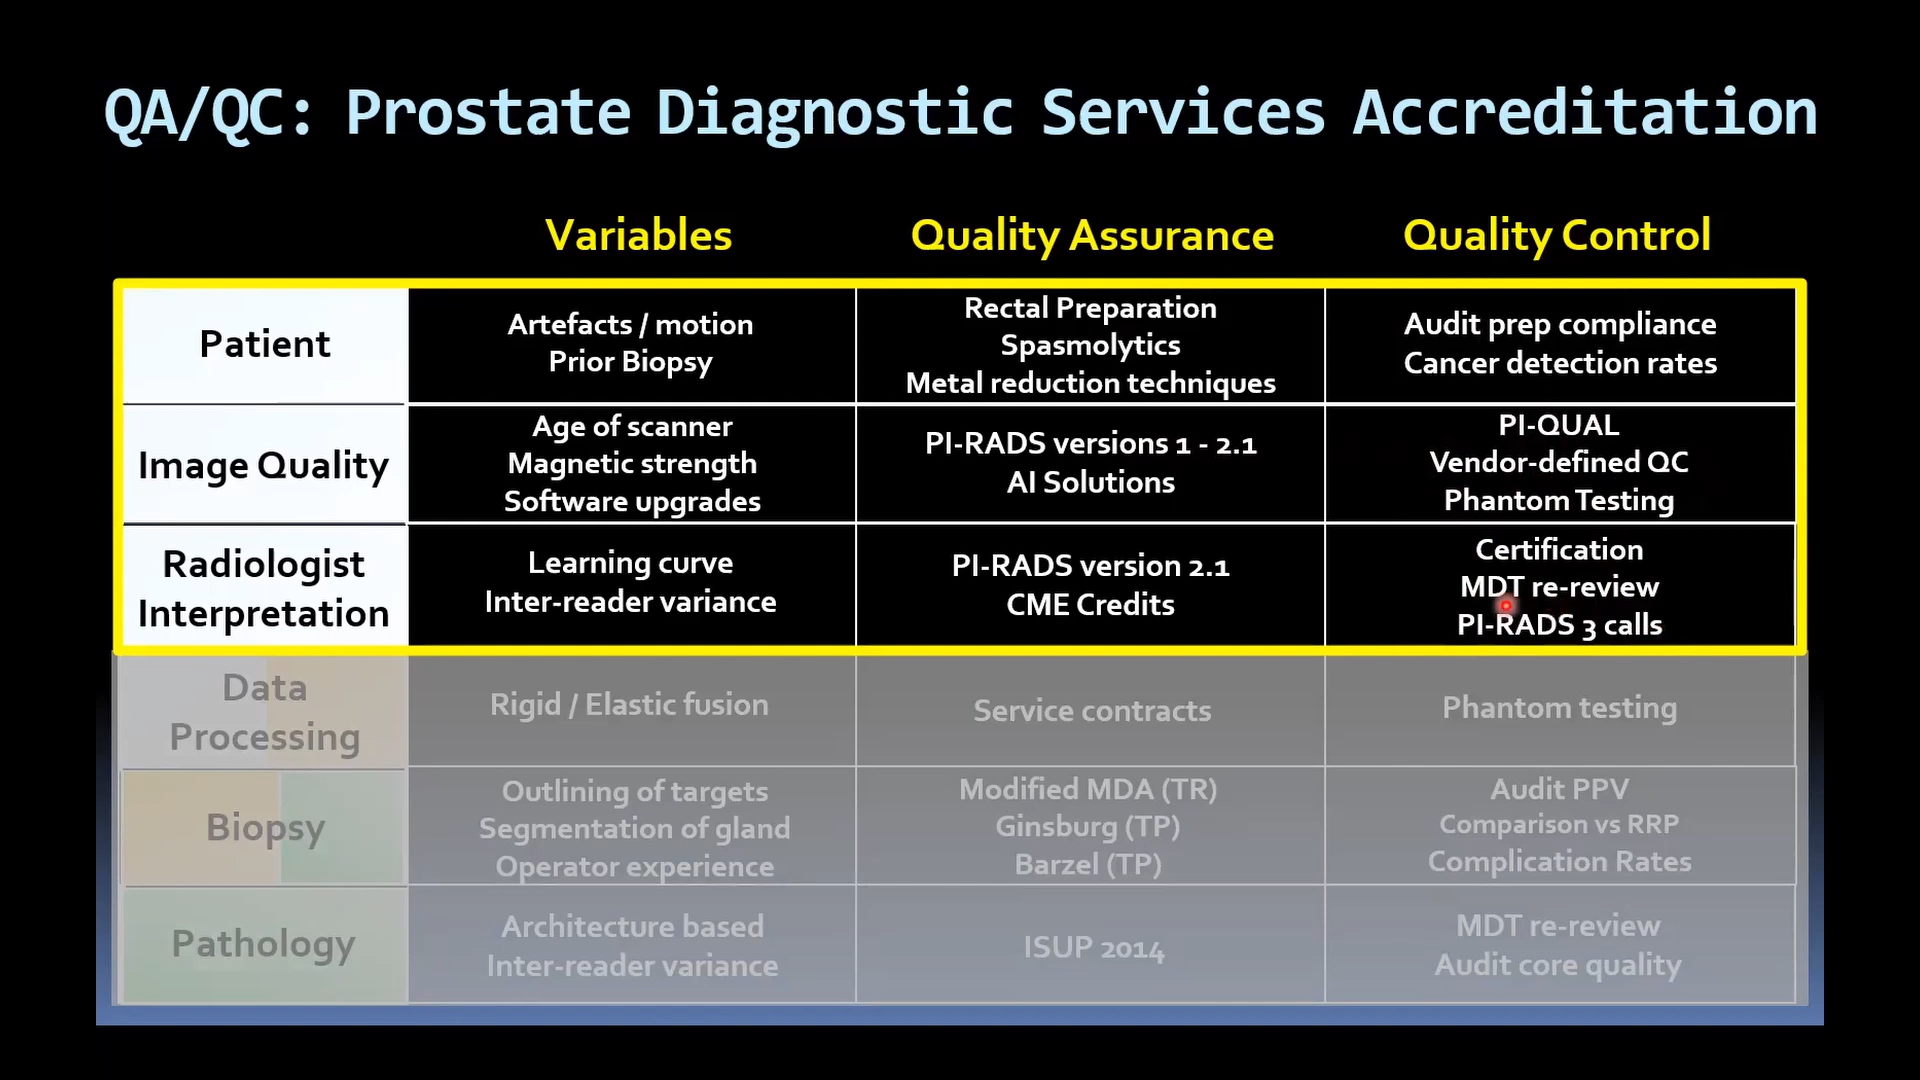 QA/QC: Prostate Diagnostic Services Accreditation
Variables
Quality Assurance
Quality Control
Patient
Artefacts / motion
Prior Biopsy
Rectal Preparation
Spasmolytics
Metal reduction techniques
Audit prep compliance
Cancer detection rates
Image Quality
Age of scanner
Magnetic strength
Software upgrades
PI-RADS versions 1 - 2.1
AI Solutions
PI-QUAL
Vendor-defined QC
Phantom Testing
Radiologist
Interpretation
Learning curve
Inter-reader variance
PI-RADS version 2.1
CME Credits
Certification
MDT re-review
PI-RADS 3 calls
Data
Processing
Rigid / Elastic fusion
Service contracts
Phantom testing
Biopsy
Outlining of targets
Segmentation of gland
Operator experience
Modified MDA (TR)
Ginsburg (TP)
Barzel (TP)
Audit PPV
Comparison vs RRP
Complication Rates
Pathology
Architecture based
Inter-reader variance
ISUP 2014
MDT re-review
Audit core quality